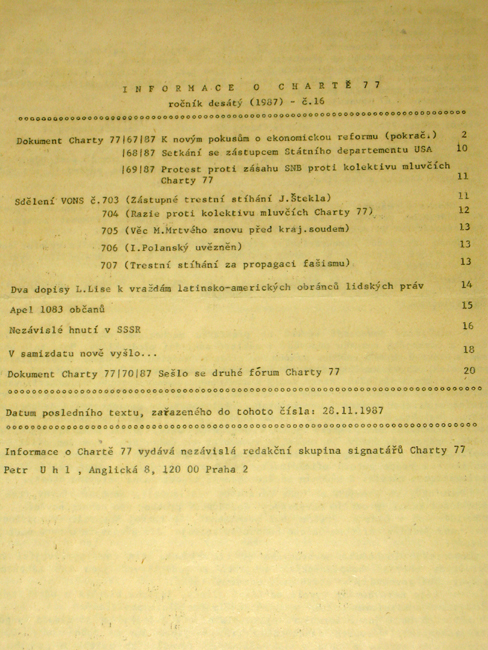 INFORMACE O CHARTĚ 77
ročník desátý (1987) - č.16
Dokument Charty 77|67|87 K novým pokusům o ekonomickou reformu (pokrač.) 2
|68|87 Setkání se zástupcem Státního departementu USA 10
|69|87 Protest proti zásahu SNB proti kolektivu mluvčích
Charty 77 11
Sdělení VONS č.703 (Zástupné trestní stíhání J.Štekla) 11
704 (Razie proti kolektivu mluvčích Charty 77) 12
705 (Věc M.Mrtvého znovu před kraj.soudem) 13
706 (I.Polanský uvězněn) 13
707 (Trestní stíhání za propagaci fašismu) 13
Dva dopisy L.Lise k vraždám latinsko-amerických obránců lidských práv 14
Apel 1083 občanů 15
Nezávislé hnutí v SSSR 16
V samizdatu nově vyšlo... 18
Dokument Charty 77|70|87 Sešlo se druhé fórum Charty 77 20
Datum posledního textu, zařazeného do tohoto čísla: 28.11.1987
Informace o Chartě 77 vydává nezávislá redakční skupina signatářů Charty 77
Petr Uhl, Anglická 8, 120 00 Praha 2